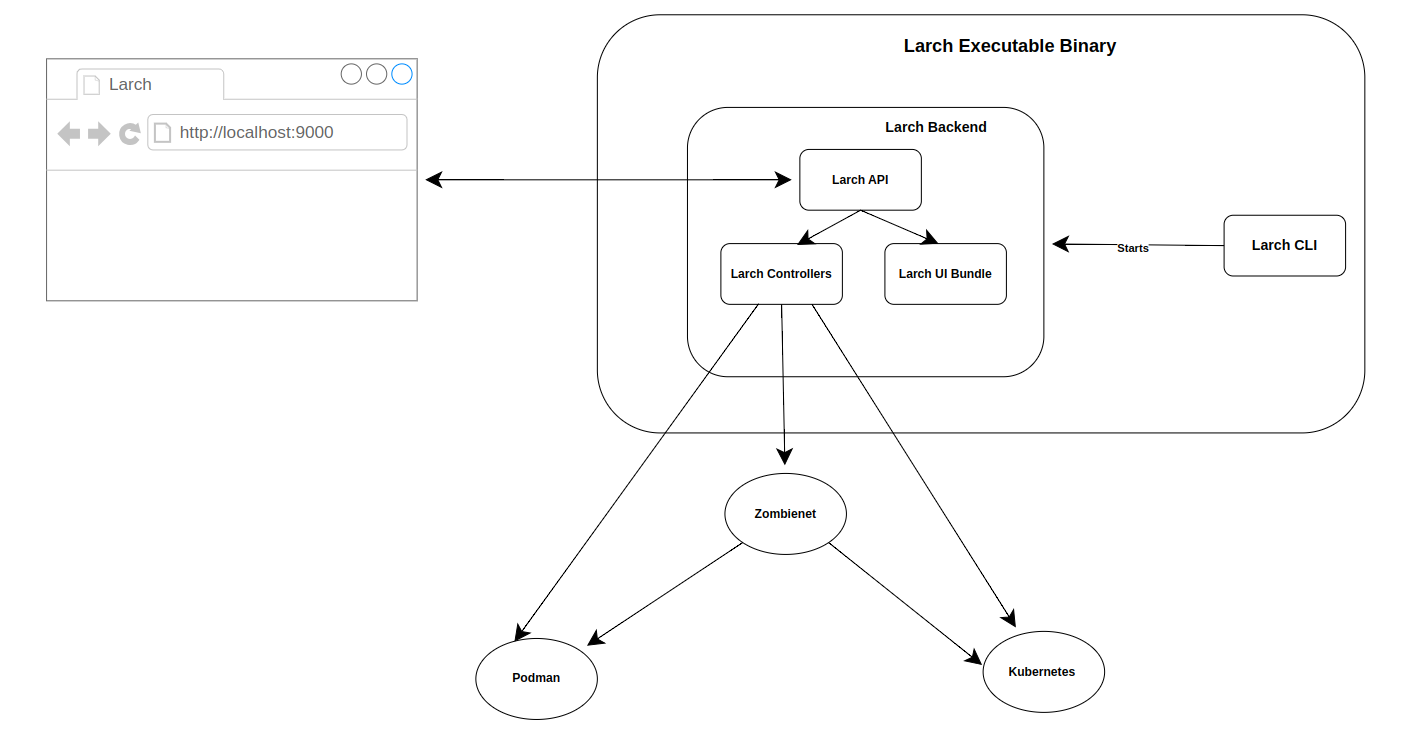 Larch Executable Binary
Larch
http://localhost:9000
Larch Backend
Larch API
Larch Controllers
Larch UI Bundle
Starts
Larch CLI
Zombienet
Podman
Kubernetes